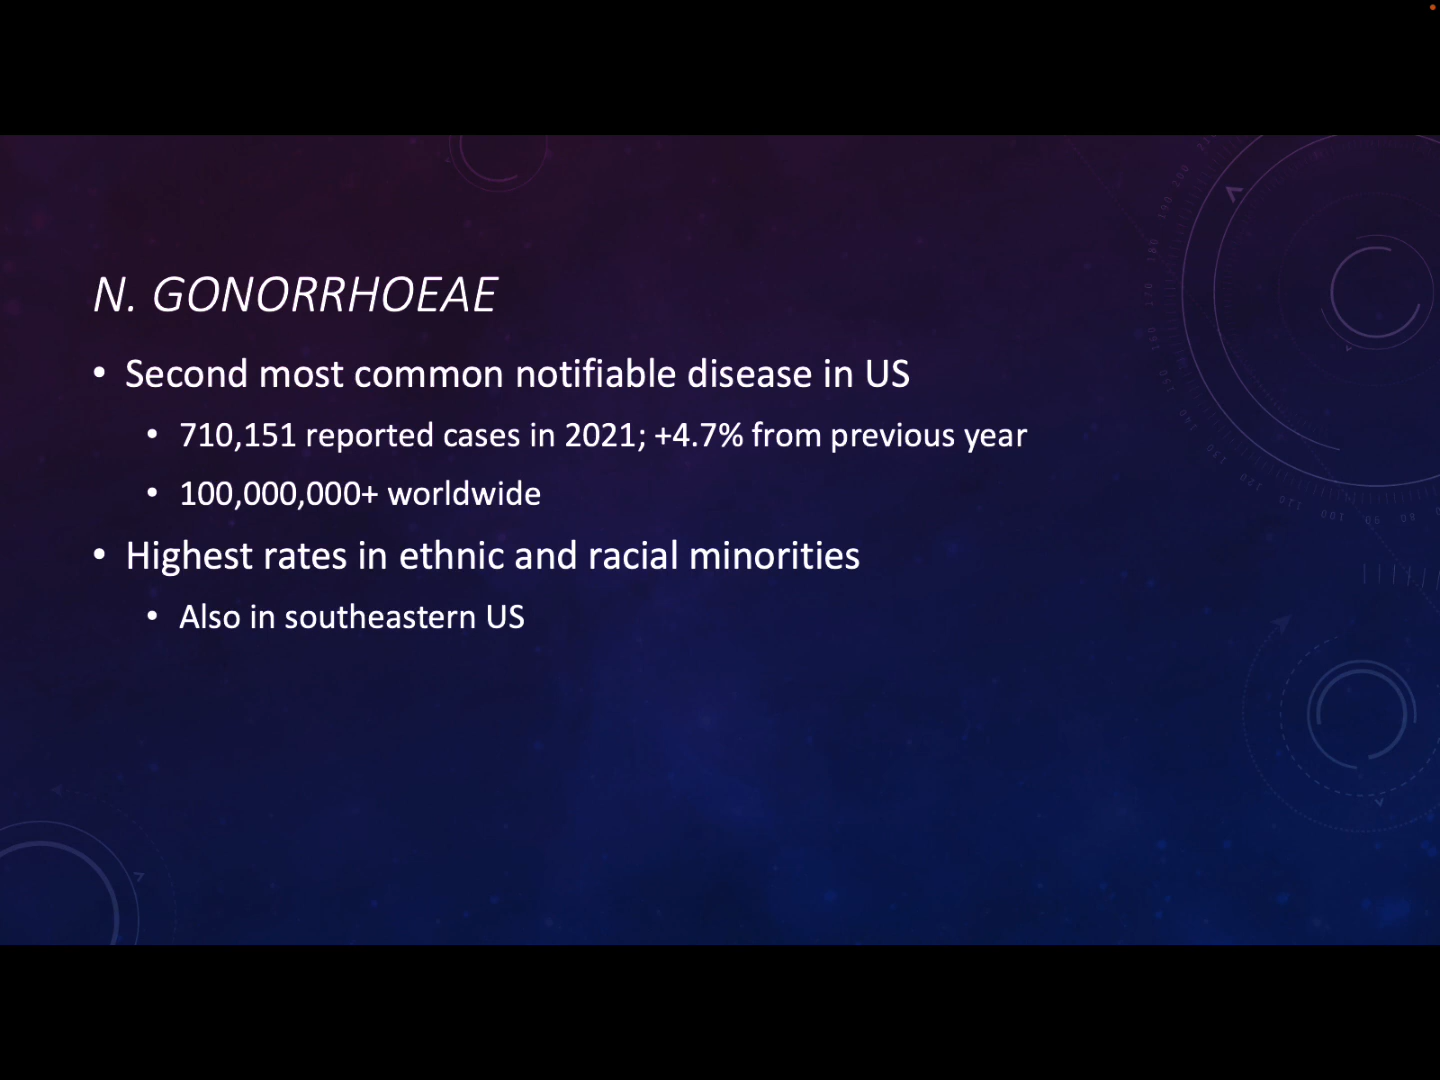 N. GONORRHOEAE
• Second most common notifiable disease in US
• 710,151 reported cases in 2021; +4.7% from previous year
• 100,000,000+ worldwide
• Highest rates in ethnic and racial minorities
• Also in southeastern US